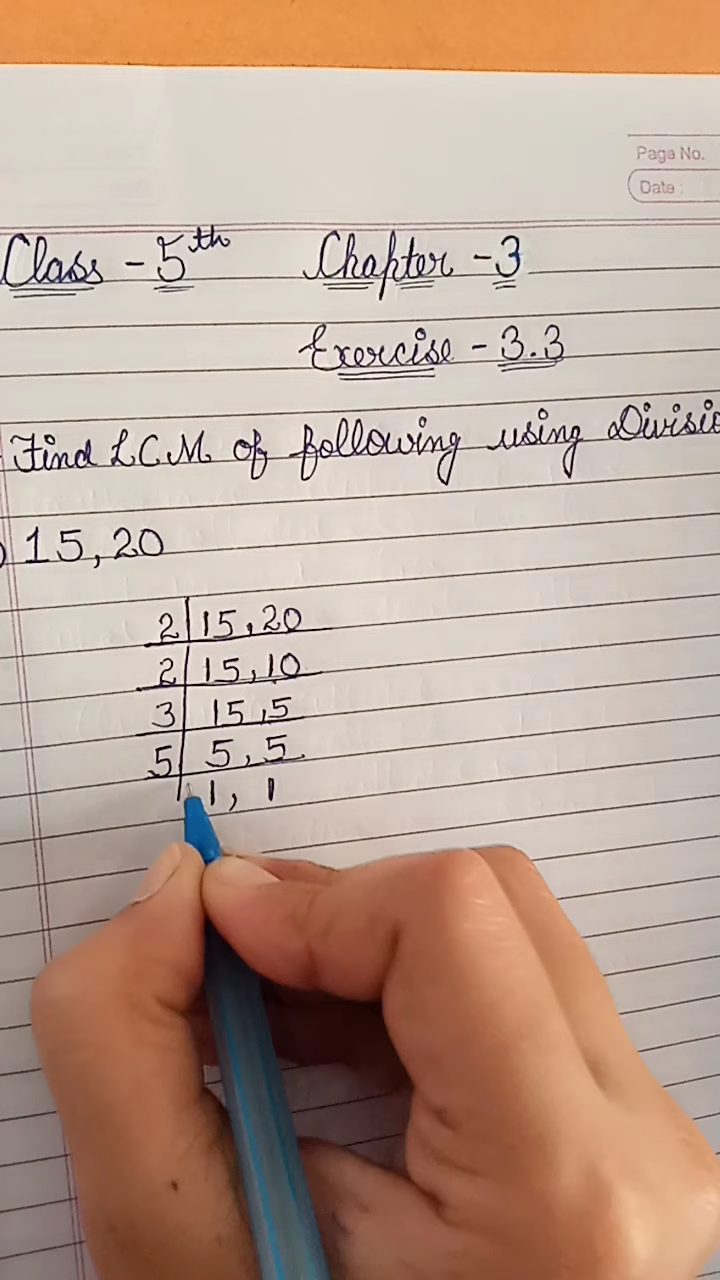 Page No.
Date :
Class - 5th Chapter - 3
Exercise - 3.3
Find L.C.M. of following using
15, 20
2 | 15, 20
2 | 15, 10
3 | 15, 5
5 | 5, 5
| 1, 1